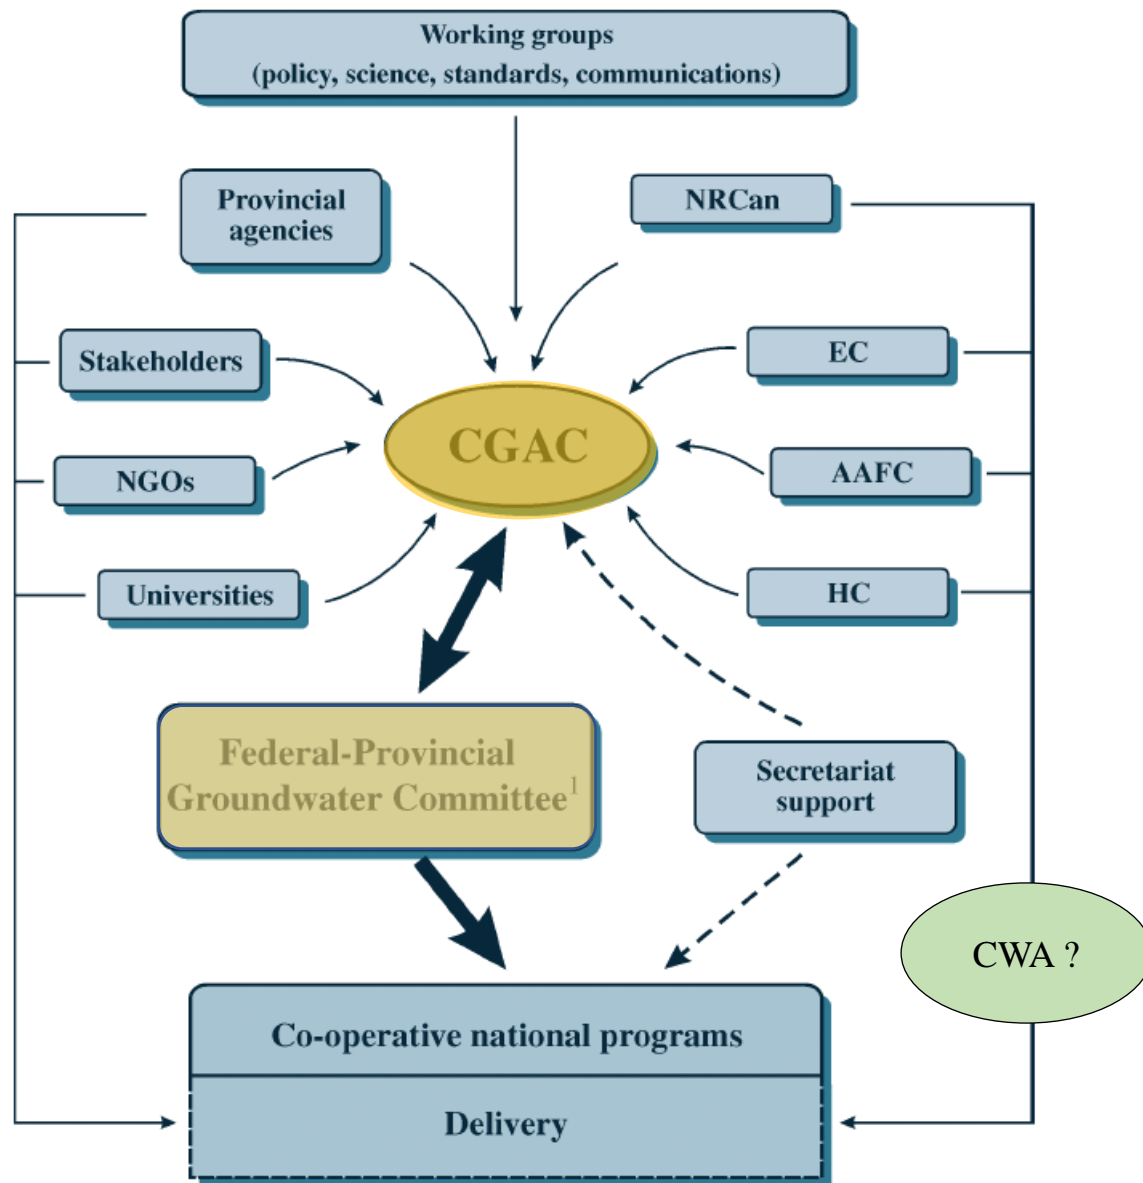 Working groups
(policy, science, standards, communications)
Provincial
agencies
NRCan
Stakeholders
EC
CGAC
NGOs
AAFC
Universities
HC
Federal-Provincial
Groundwater Committee¹
Secretariat
support
CWA ?
Co-operative national programs
Delivery